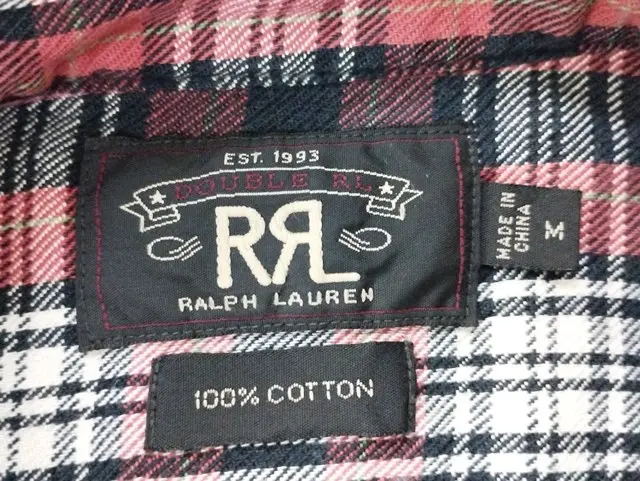 EST. 1993
DOUBLE RL
RRL
RALPH LAUREN
MADE IN
CHINA
M
100% COTTON